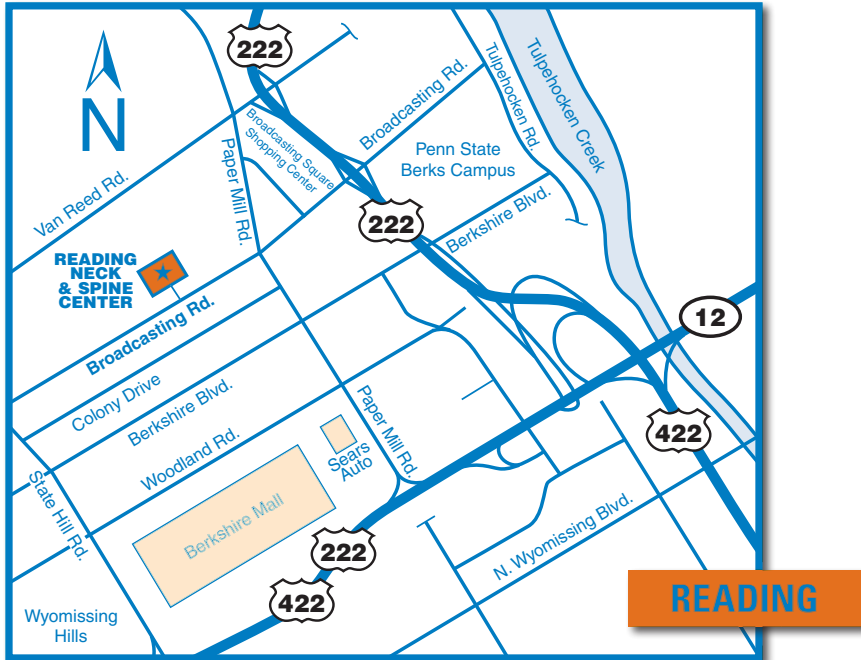 222
N
Van Reed Rd.
Paper Mill Rd.
Broadcasting Square
Shopping Center
Broadcasting Rd.
Tulpehocken Rd.
Tulpehocken Creek
Penn State
Berks Campus
222
Berkshire Blvd.
READING
NECK
& SPINE
CENTER
Broadcasting Rd.
12
Colony Drive
Berkshire Blvd.
Woodland Rd.
Paper Mill Rd.
Sears
Auto
422
State Hill Rd.
Berkshire Mall
N. Wyomissing Blvd.
222
422
Wyomissing
Hills
READING